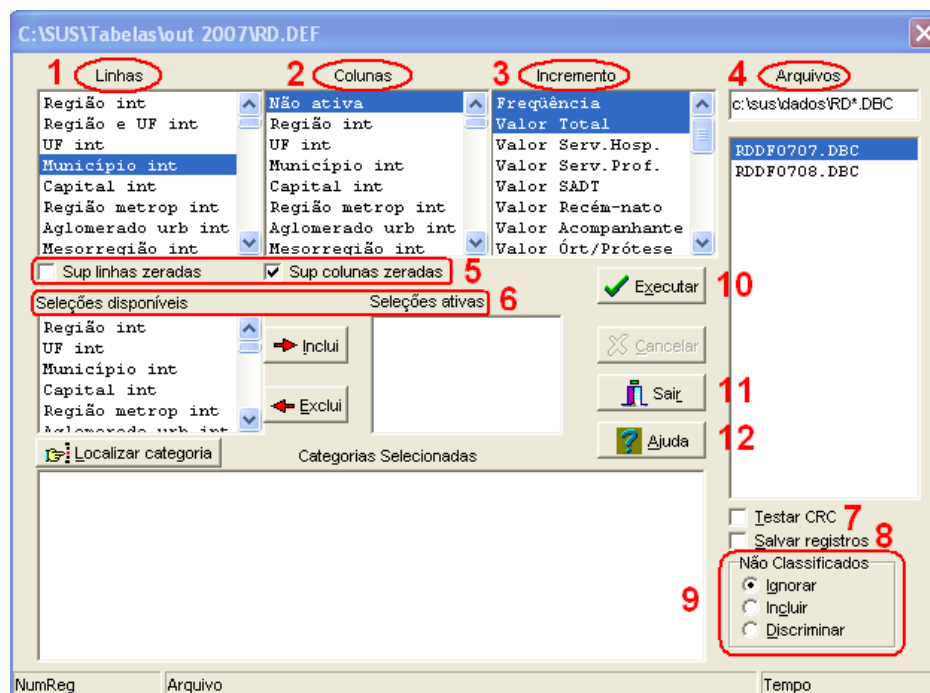 C:\SUS\Tabelas\out 2007\RD.DEF
1 Linhas
2 Colunas
3 Incremento
4 Arquivos
Região int
Região e UF int
UF int
Município int
Capital int
Região metrop int
Aglomerado urb int
Mesorregião int
Não ativa
Região int
UF int
Município int
Capital int
Região metrop int
Aglomerado urb int
Mesorregião int
Freqüência
Valor Total
Valor Serv.Hosp.
Valor Serv.Prof.
Valor SADT
Valor Recém-nato
Valor Acompanhante
Valor Órt/Prótese
c:\sus\dados\RD*.DBC
RDDF0707.DBC
RDDF0708.DBC
Sup linhas zeradas
Sup colunas zeradas
5
Seleções disponíveis
Seleções ativas
6
Região int
UF int
Município int
Capital int
Região metrop int
Aglomerado urb int
Inclui
Exclui
Executar
10
Cancelar
Sair
11
Ajuda
12
Localizar categoria
Categorias Selecionadas
Testar CRC
7
Salvar registros
8
Não Classificados
9
Ignorar
Incluir
Discriminar
NumReg
Arquivo
Tempo